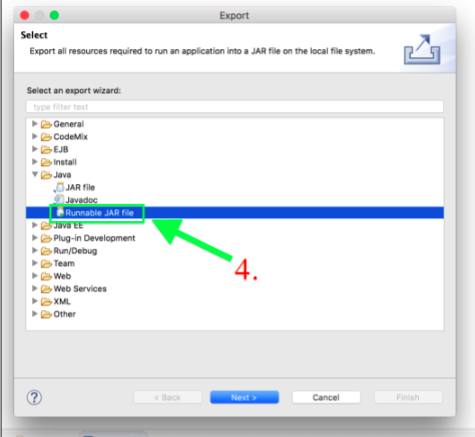 Export
Select
Export all resources required to run an application into a JAR file on the local file system.
Select an export wizard:
type filter text
General
CodeMix
EJB
Install
Java
JAR file
Javadoc
Runnable JAR file
Java EE
Plug-in Development
Run/Debug
Team
Web
Web Services
XML
Other
4.
?
< Back
Next >
Cancel
Finish